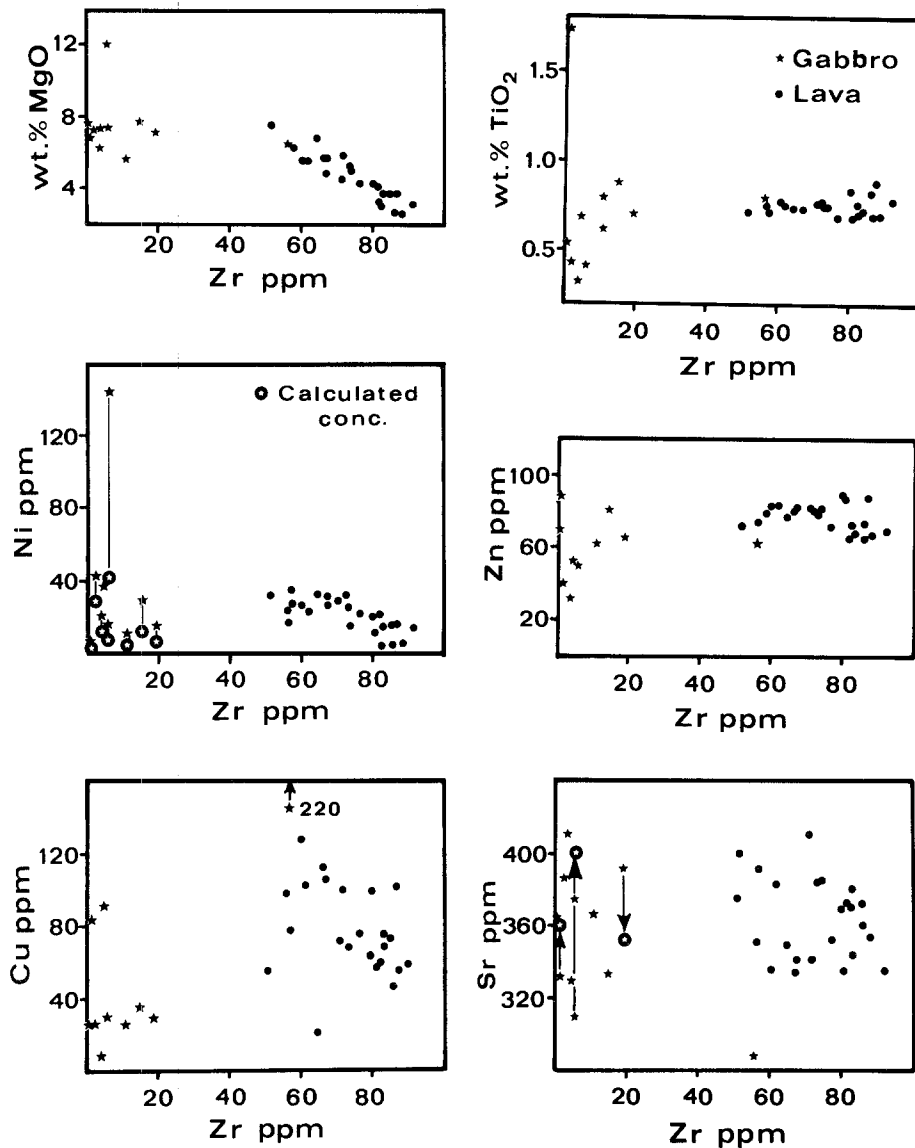 wt.% MgO
12
8
4
20 40 60 80
Zr ppm
wt.% TiO2
1.5
1.0
0.5
★ Gabbro
• Lava
20 40 60 80
Zr ppm
Ni ppm
120
80
40
Calculated
conc.
20 40 60 80
Zr ppm
Zn ppm
100
60
20
20 40 60 80
Zr ppm
Cu ppm
120
80
40
220
20 40 60 80
Zr ppm
Sr ppm
400
360
320
20 40 60 80
Zr ppm